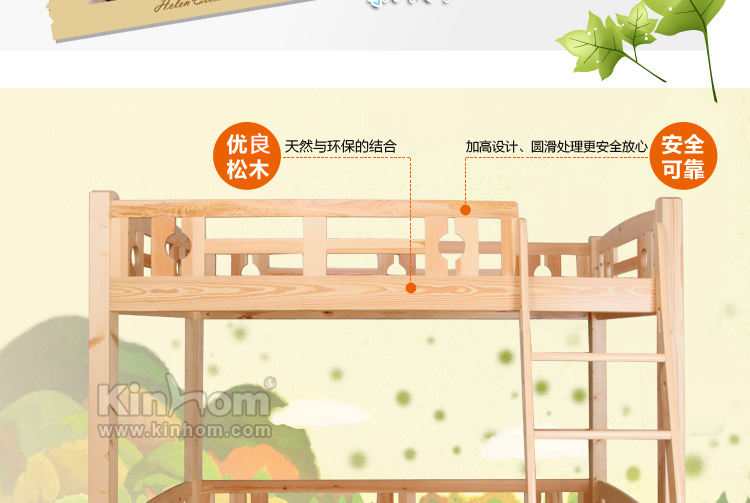 优良
松木
天然与环保的结合
加高设计、圆滑处理更安全放心
安全
可靠
Kinhom®
www.kinhom.com